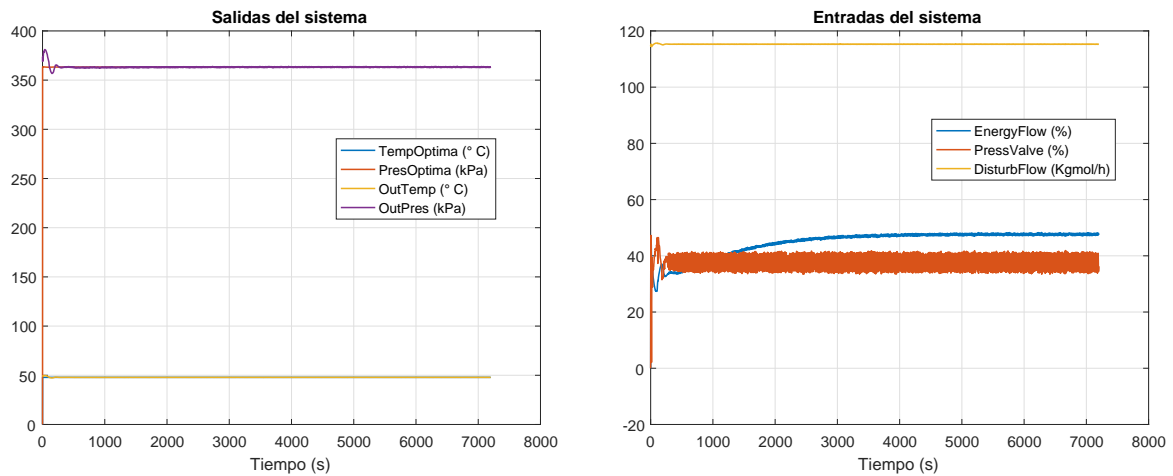 Salidas del sistema
400
350
300
250
200
150
100
50
0
TempOptima (° C)
PresOptima (kPa)
OutTemp (° C)
OutPres (kPa)
0 1000 2000 3000 4000 5000 6000 7000 8000
Tiempo (s)
Entradas del sistema
120
100
80
60
40
20
0
-20
EnergyFlow (%)
PressValve (%)
DisturbFlow (Kgmol/h)
0 1000 2000 3000 4000 5000 6000 7000 8000
Tiempo (s)